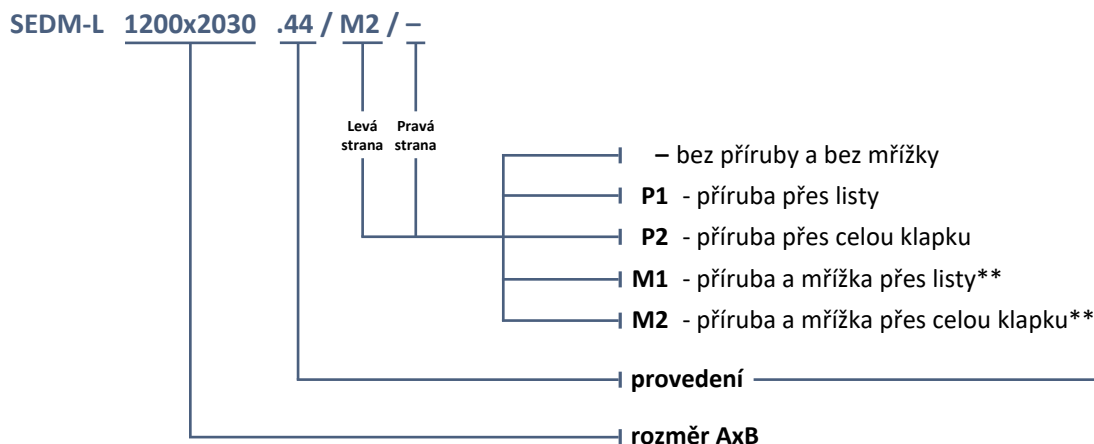 SEDM-L 1200x2030 .44 / M2 / –
Levá strana
Pravá strana
– bez příruby a bez mřížky
P1 - příruba přes listy
P2 - příruba přes celou klapku
M1 - příruba a mřížka přes listy**
M2 - příruba a mřížka přes celou klapku**
provedení
rozměr AxB